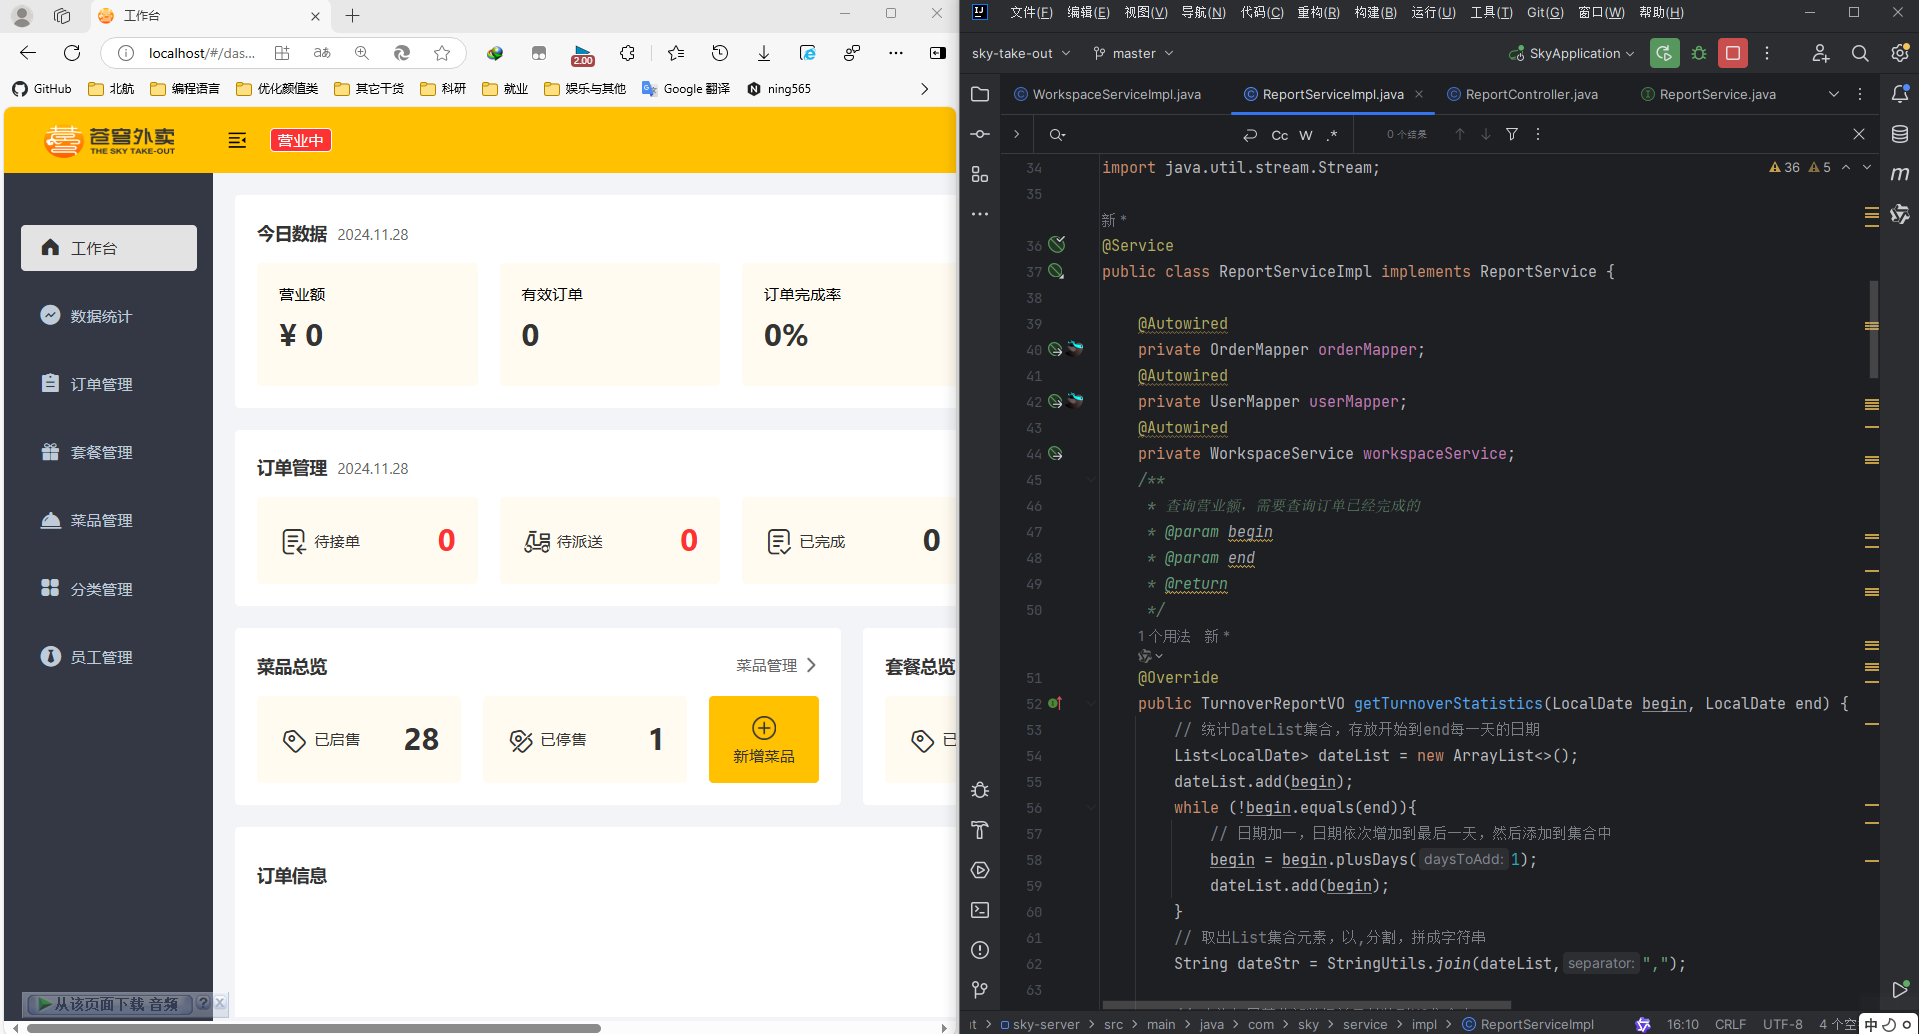 工作台
localhost/#/das...
aあ
2.00
GitHub
北航
编程语言
优化颜值类
其它干货
科研
就业
娱乐与其他
Google 翻译
ning565
苍穹外卖
THE SKY TAKE-OUT
营业中
工作台
数据统计
订单管理
套餐管理
菜品管理
分类管理
员工管理
今日数据 2024.11.28
营业额
¥ 0
有效订单
0
订单完成率
0%
订单管理 2024.11.28
待接单 0
待派送 0
已完成 0
菜品总览
菜品管理
已启售 28
已停售 1
新增菜品
套餐总览
已
订单信息
从该页面下载 音频 ? x
文件(F) 编辑(E) 视图(V) 导航(N) 代码(C) 重构(R) 构建(B) 运行(U) 工具(T) Git(G) 窗口(W) 帮助(H)
sky-take-out
master
SkyApplication
WorkspaceServiceImpl.java
ReportServiceImpl.java
ReportController.java
ReportService.java
Cc W .*
0 个结果
36 5
34 import java.util.stream.Stream;
35
新 *
36 @Service
37 public class ReportServiceImpl implements ReportService {
38
39 @Autowired
40 private OrderMapper orderMapper;
41 @Autowired
42 private UserMapper userMapper;
43 @Autowired
44 private WorkspaceService workspaceService;
45 /**
46 * 查询营业额，需要查询订单已经完成的
47 * @param begin
48 * @param end
49 * @return
50 */
1 个用法 新 *
51 @Override
52 public TurnoverReportVO getTurnoverStatistics(LocalDate begin, LocalDate end) {
53 // 统计DateList集合，存放开始到end每一天的日期
54 List<LocalDate> dateList = new ArrayList<>();
55 dateList.add(begin);
56 while (!begin.equals(end)){
57 // 日期加一，日期依次增加到最后一天，然后添加到集合中
58 begin = begin.plusDays( daysToAdd: 1);
59 dateList.add(begin);
60 }
61 // 取出List集合元素，以,分割，拼成字符串
62 String dateStr = StringUtils.join(dateList, separator: ",");
63
sky-server > src > main > java > com > sky > service > impl > ReportServiceImpl
16:10 CRLF UTF-8 4 个空
中